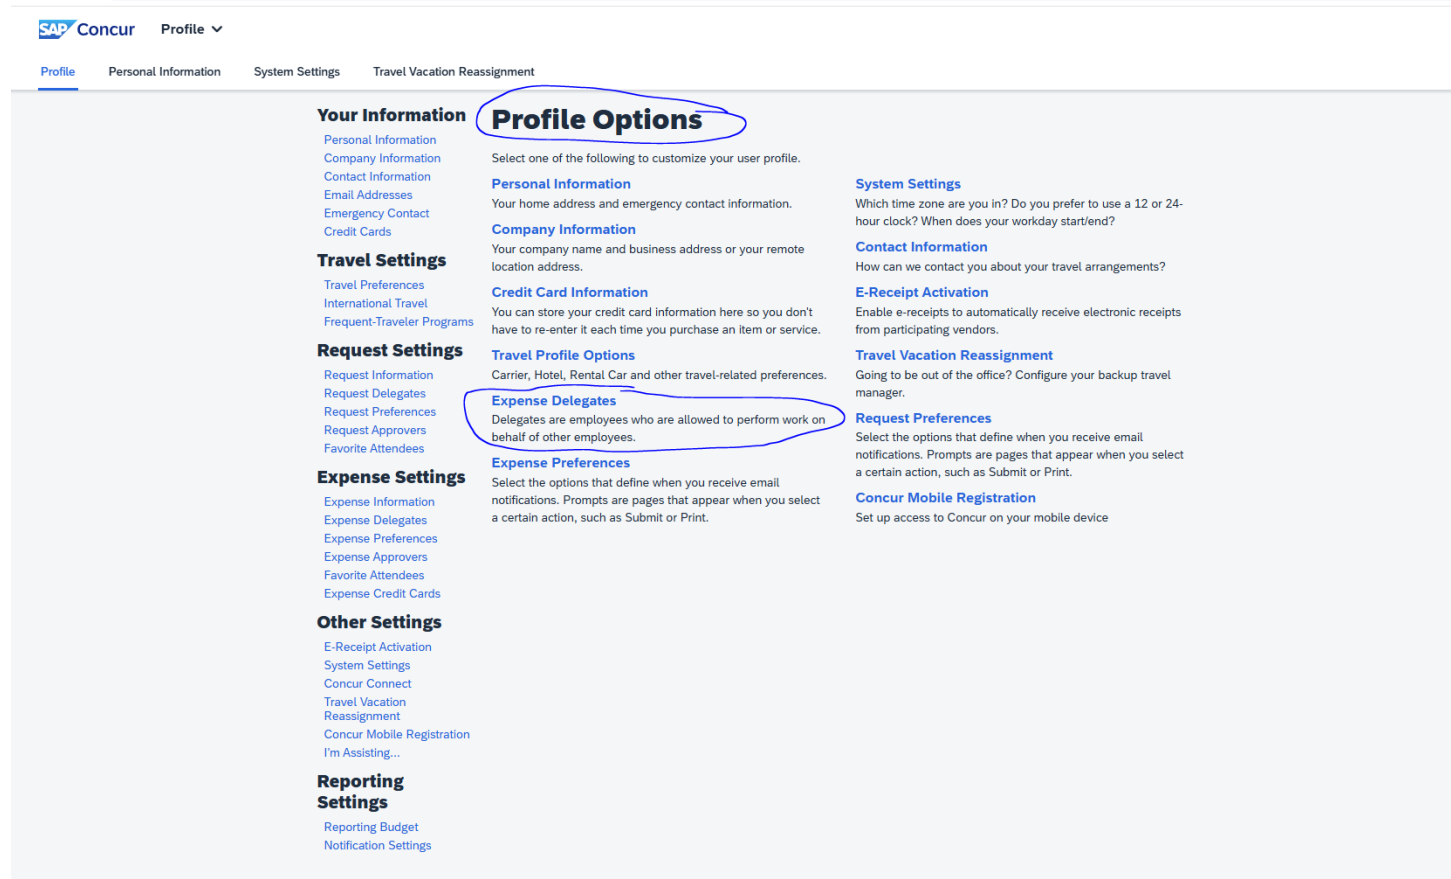 SAP Concur Profile
Profile Personal Information System Settings Travel Vacation Reassignment
Your Information
Personal Information
Company Information
Contact Information
Email Addresses
Emergency Contact
Credit Cards
Travel Settings
Travel Preferences
International Travel
Frequent-Traveler Programs
Request Settings
Request Information
Request Delegates
Request Preferences
Request Approvers
Favorite Attendees
Expense Settings
Expense Information
Expense Delegates
Expense Preferences
Expense Approvers
Favorite Attendees
Expense Credit Cards
Other Settings
E-Receipt Activation
System Settings
Concur Connect
Travel Vacation
Reassignment
Concur Mobile Registration
I'm Assisting...
Reporting
Settings
Reporting Budget
Notification Settings
Profile Options
Select one of the following to customize your user profile.
Personal Information
Your home address and emergency contact information.
Company Information
Your company name and business address or your remote
location address.
Credit Card Information
You can store your credit card information here so you don't
have to re-enter it each time you purchase an item or service.
Travel Profile Options
Carrier, Hotel, Rental Car and other travel-related preferences.
Expense Delegates
Delegates are employees who are allowed to perform work on
behalf of other employees.
Expense Preferences
Select the options that define when you receive email
notifications. Prompts are pages that appear when you select
a certain action, such as Submit or Print.
System Settings
Which time zone are you in? Do you prefer to use a 12 or 24-
hour clock? When does your workday start/end?
Contact Information
How can we contact you about your travel arrangements?
E-Receipt Activation
Enable e-receipts to automatically receive electronic receipts
from participating vendors.
Travel Vacation Reassignment
Going to be out of the office? Configure your backup travel
manager.
Request Preferences
Select the options that define when you receive email
notifications. Prompts are pages that appear when you select
a certain action, such as Submit or Print.
Concur Mobile Registration
Set up access to Concur on your mobile device